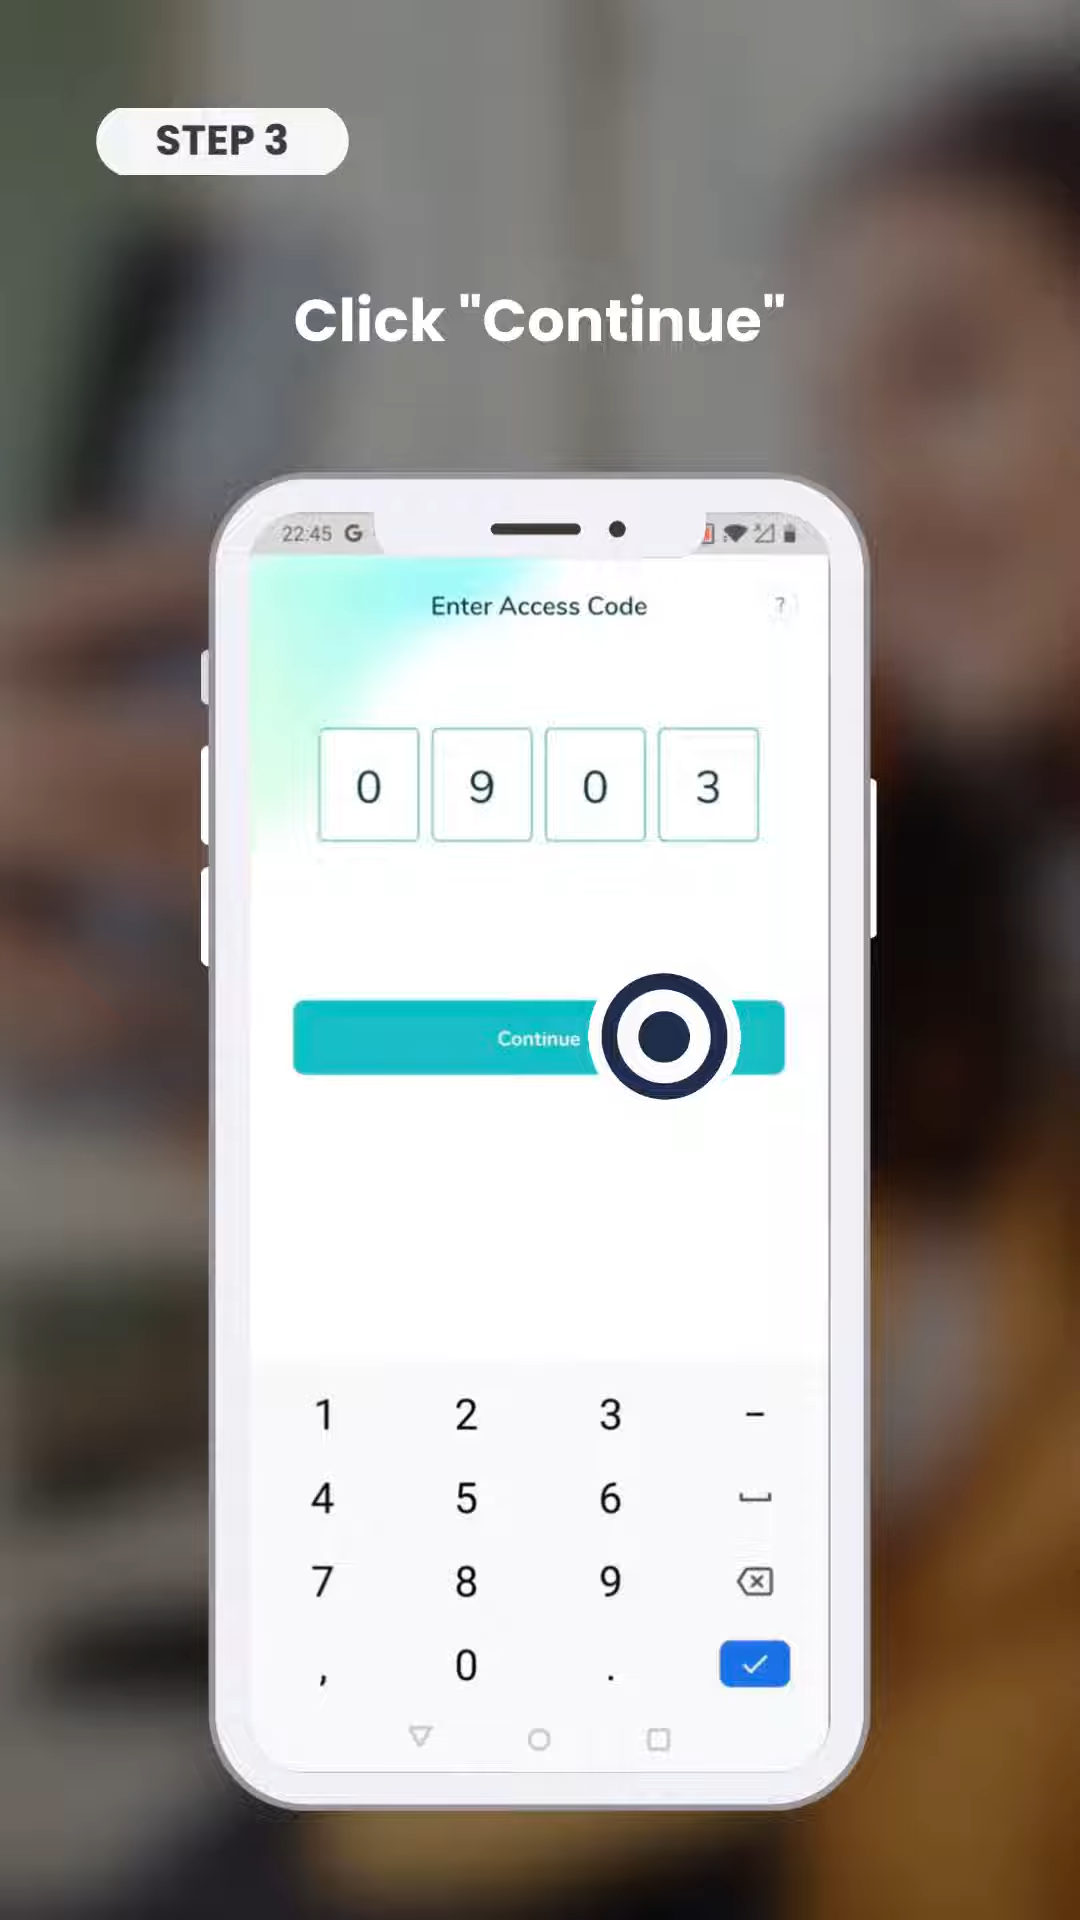 STEP 3
Click "Continue"
22:45 G
Enter Access Code ?
0 9 0 3
Continue
1 2 3 –
4 5 6
7 8 9
, 0 .